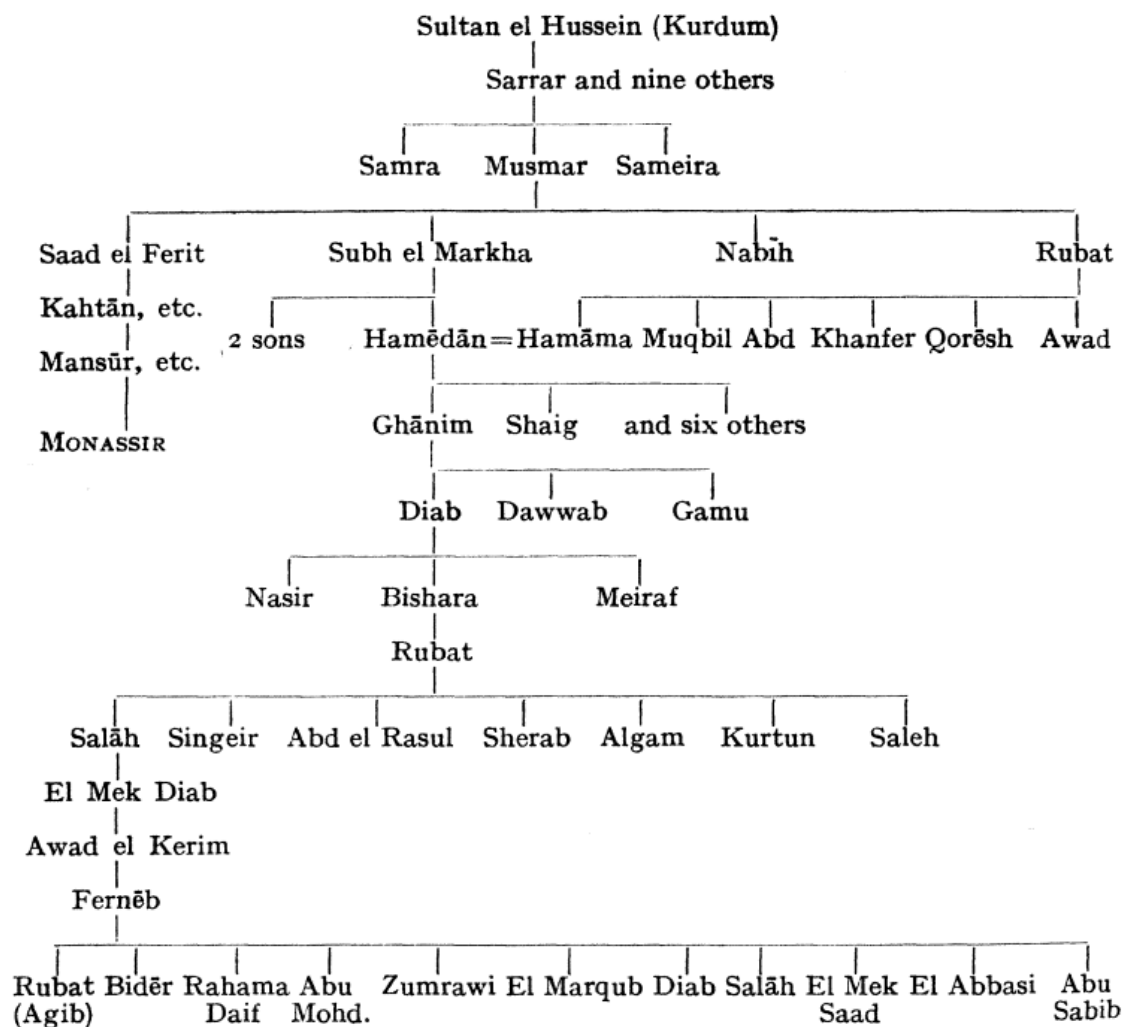 Sultan el Hussein (Kurdum)
Sarrar and nine others
Samra Musmar Sameira
Saad el Ferit Subh el Markha Nabīh Rubat
Kahtān, etc.
2 sons Hamēdān=Hamāma Muqbil Abd Khanfer Qorēsh Awad
Mansūr, etc.
Ghānim Shaig and six others
MONASSIR
Diab Dawwab Gamu
Nasir Bishara Meiraf
Rubat
Salāh Singeir Abd el Rasul Sherab Algam Kurtun Saleh
El Mek Diab
Awad el Kerim
Fernēb
Rubat Bidēr Rahama Abu Zumrawi El Marqub Diab Salāh El Mek El Abbasi Abu
(Agib) Daif Mohd. Saad Sabib